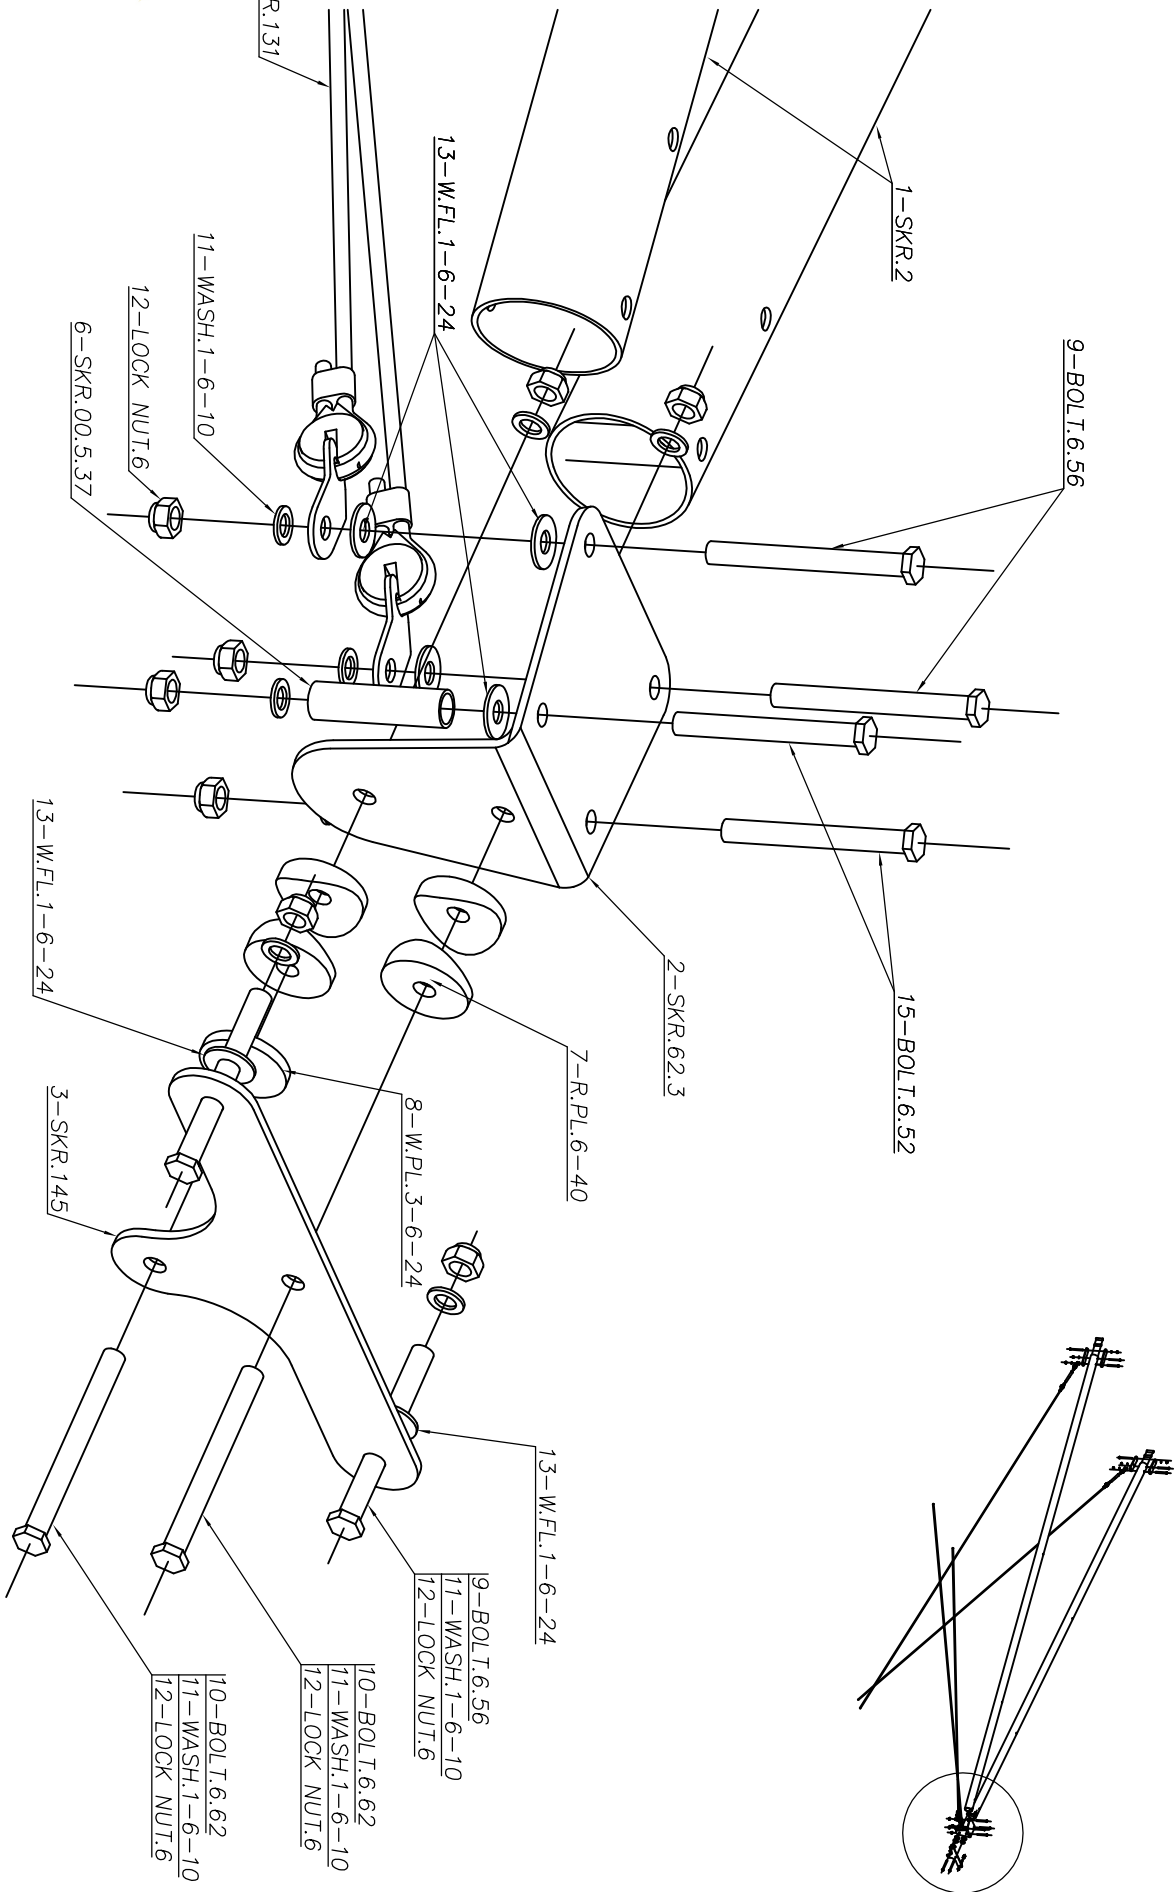 R.131
1-SKR.2
13-W.FL.1-6-24
9-BOLT.6.56
11-WASH.1-6-10
12-LOCK NUT.6
6-SKR.00.5.37
13-W.FL.1-6-24
2-SKR.62.3
15-BOLT.6.52
7-R.PL.6-40
8-W.PL.3-6-24
3-SKR.145
13-W.FL.1-6-24
9-BOLT.6.56
11-WASH.1-6-10
12-LOCK NUT.6
10-BOLT.6.62
11-WASH.1-6-10
12-LOCK NUT.6
10-BOLT.6.62
11-WASH.1-6-10
12-LOCK NUT.6